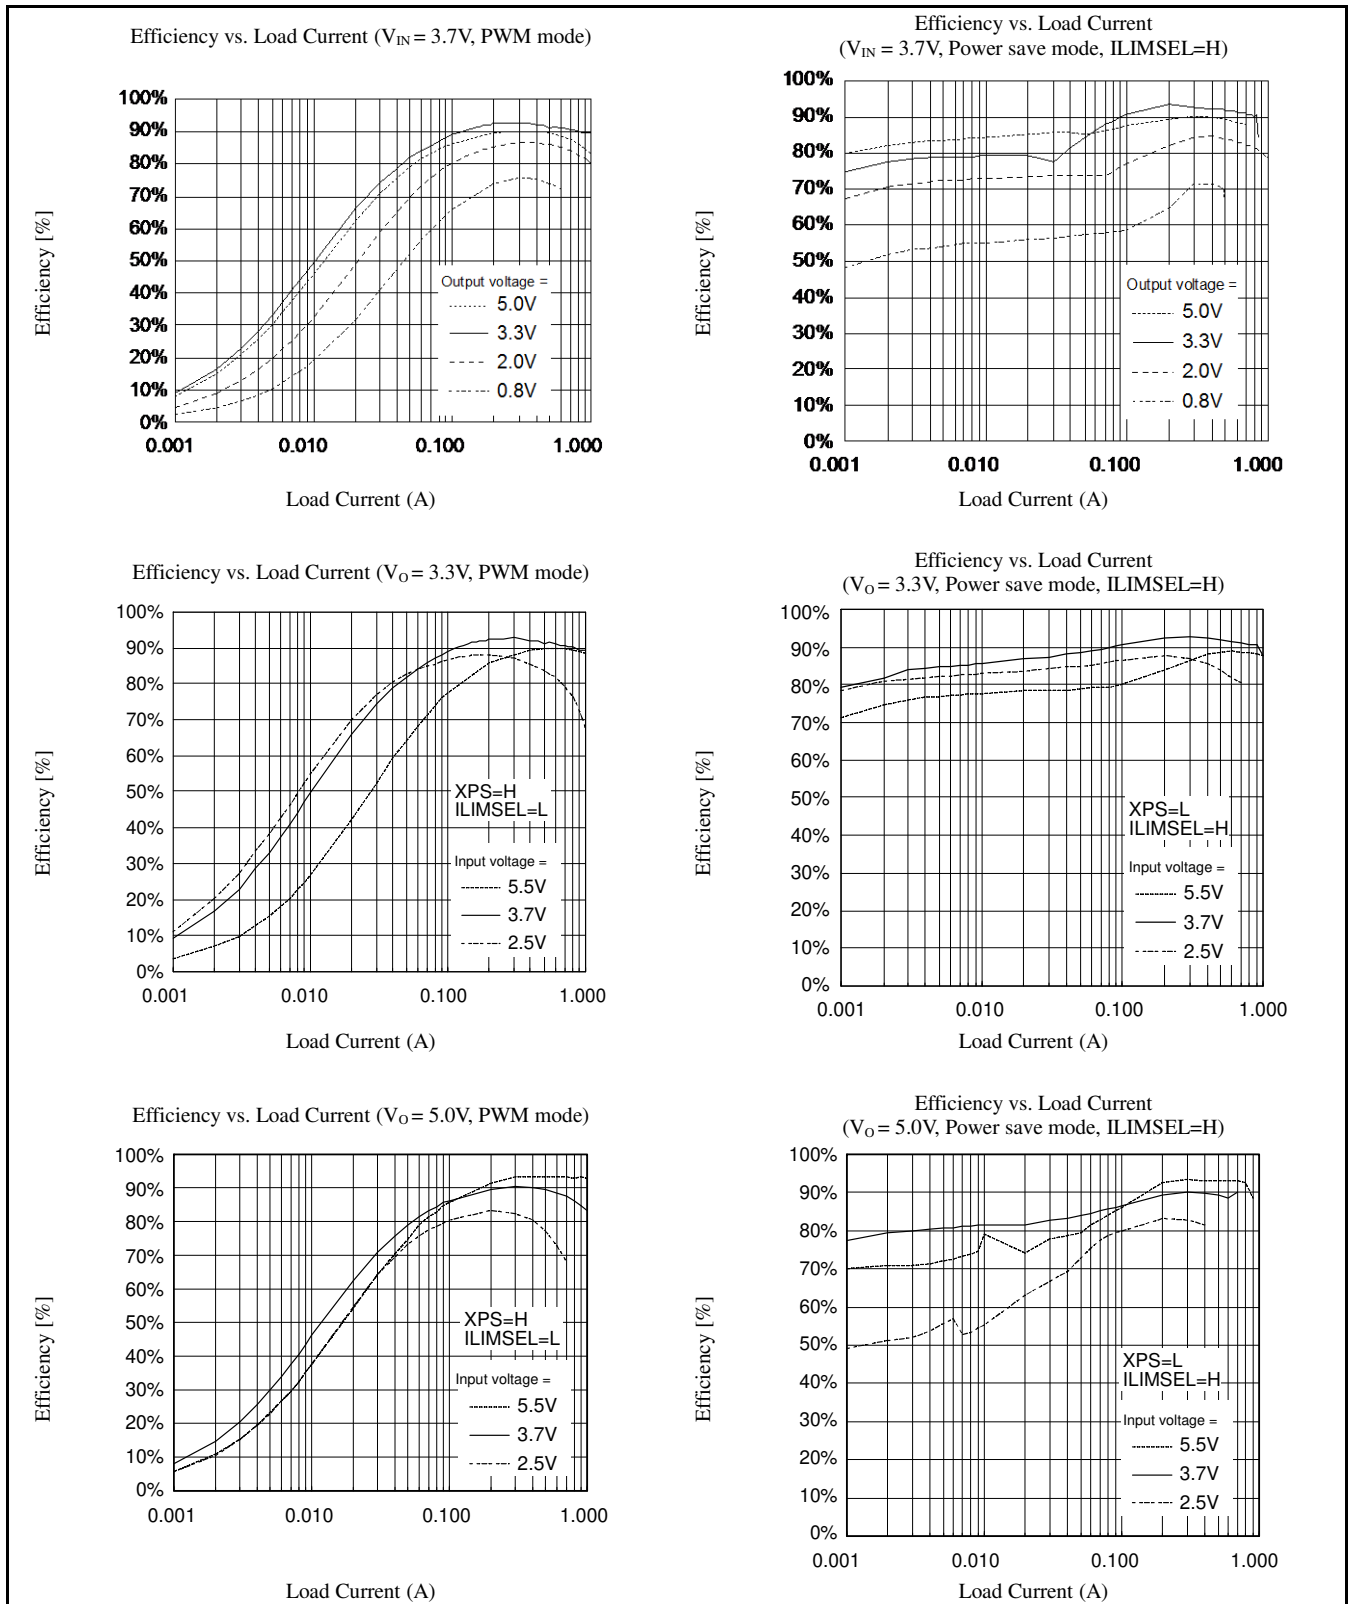 Efficiency vs. Load Current (VIN = 3.7V, PWM mode)
Efficiency [%]
100%
90%
80%
70%
60%
50%
40%
30%
20%
10%
0%
Output voltage =
5.0V
3.3V
2.0V
0.8V
0.001 0.010 0.100 1.000
Load Current (A)
Efficiency vs. Load Current
(VIN = 3.7V, Power save mode, ILIMSEL=H)
Efficiency [%]
100%
90%
80%
70%
60%
50%
40%
30%
20%
10%
0%
Output voltage =
5.0V
3.3V
2.0V
0.8V
0.001 0.010 0.100 1.000
Load Current (A)
Efficiency vs. Load Current (VO = 3.3V, PWM mode)
Efficiency [%]
100%
90%
80%
70%
60%
50%
40%
30%
20%
10%
0%
XPS=H
ILIMSEL=L
Input voltage =
5.5V
3.7V
2.5V
0.001 0.010 0.100 1.000
Load Current (A)
Efficiency vs. Load Current
(VO = 3.3V, Power save mode, ILIMSEL=H)
Efficiency [%]
100%
90%
80%
70%
60%
50%
40%
30%
20%
10%
0%
XPS=L
ILIMSEL=H
Input voltage =
5.5V
3.7V
2.5V
0.001 0.010 0.100 1.000
Load Current (A)
Efficiency vs. Load Current (VO = 5.0V, PWM mode)
Efficiency [%]
100%
90%
80%
70%
60%
50%
40%
30%
20%
10%
0%
XPS=H
ILIMSEL=L
Input voltage =
5.5V
3.7V
2.5V
0.001 0.010 0.100 1.000
Load Current (A)
Efficiency vs. Load Current
(VO = 5.0V, Power save mode, ILIMSEL=H)
Efficiency [%]
100%
90%
80%
70%
60%
50%
40%
30%
20%
10%
0%
XPS=L
ILIMSEL=H
Input voltage =
5.5V
3.7V
2.5V
0.001 0.010 0.100 1.000
Load Current (A)